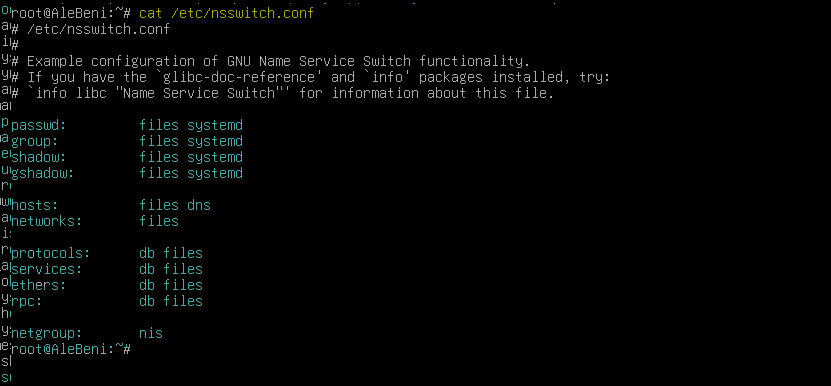 root@AleBeni:~# cat /etc/nsswitch.conf
# /etc/nsswitch.conf
#
# Example configuration of GNU Name Service Switch functionality.
# If you have the `glibc-doc-reference' and `info' packages installed, try:
# `info libc "Name Service Switch"' for information about this file.
passwd: files systemd
group: files systemd
shadow: files systemd
gshadow: files systemd
hosts: files dns
networks: files
protocols: db files
services: db files
ethers: db files
rpc: db files
netgroup: nis
root@AleBeni:~#